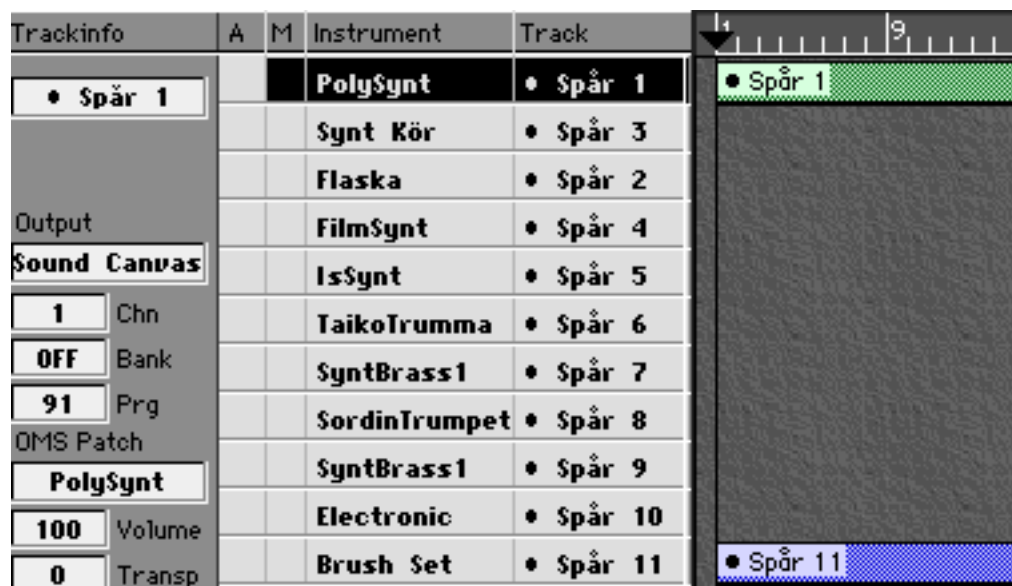 Trackinfo A M Instrument Track 1 9
• Spår 1 PolySynt • Spår 1 • Spår 1
Synt Kör • Spår 3
Flaska • Spår 2
Output FilmSynt • Spår 4
Sound Canvas IsSynt • Spår 5
1 Chn TaikoTrumma • Spår 6
OFF Bank SyntBrass1 • Spår 7
91 Prg SordinTrumpet • Spår 8
OMS Patch
PolySynt SyntBrass1 • Spår 9
100 Volume Electronic • Spår 10
0 Transp Brush Set • Spår 11 • Spår 11